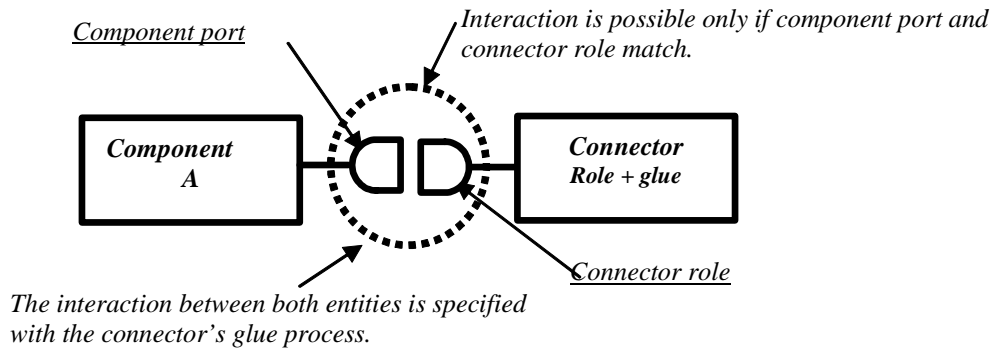 Component port
Interaction is possible only if component port and
connector role match.
Component
A
Connector
Role + glue
Connector role
The interaction between both entities is specified
with the connector's glue process.